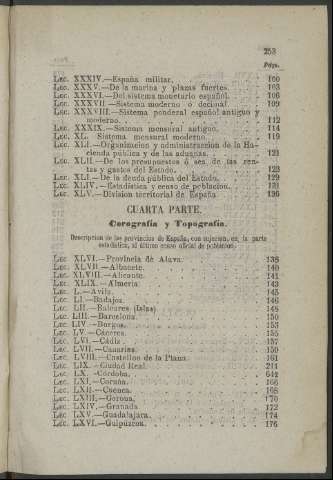 253
Págs.
Lec. XXXIV.—España militar. 100
Lec. XXXV.—De la marina y plazas fuertes. 103
Lec. XXXVI.—Del sistema monetario español. 106
Lec. XXXVII—Sistema moderno ó decimal. 109
Lec. XXXVIII.—Sistema ponderal español antiguo y
moderno. 112
Lec. XXXIX.—Sistema mensural antiguo. 114
Lec. XL. Sistema mensural moderno. 119
Lec. XLI.—Organizacion y administraccion de la Ha-
cienda pública y de las aduanas. 121
Lec. XLII.—De los presupuestos ó sea de las ren-
tas y gastos del Estado. 123
Lec. XLI.—De la deuda pública del Estado. 129
Lec. XLIV.—Estadistica y censo de poblacion. 131
Lec. XLV.—Division territorial de España. 136
CUARTA PARTE.
Corografia y Topografia.
Descripcion de las provincias de España, con sujecion, en la parte
estadistica, al último censo oficial de poblacion.
Lec. XLVI.—Provincia de Alava. 138
Lec. XLVII—Albacete. 140
Lec. XLVIII.—Alicante. 141
Lec. XLIX.—Almería 143
Lec. L.—Avila. 145
Lec. LI.—Badajoz. 146
Lec. LII.—Baleares (Islas) 148
Lec. LIII.—Barcelona. 150
Lec. LIV—Burgos. 153
Lec. LV.—Cáceres. 155
Lec. LVI.—Cádiz. 157
Lec. LVII.—Canarias. 159
Lec. LVIII.—Castellon de la Plana. 161
Lec. LIX.—Ciudad Real. 211
Lec. LX.—Córdoba. 642
Lec. LXI.—Coruña. 166
Lec. LXII.—Cuenca. 168
Lec. LXIII.—Gerona. 170
Lec. LXIV.—Granada 172
Lec. LXV.—Guadalajara. 174
Lec. LXVI.—Guipúzcoa. 176